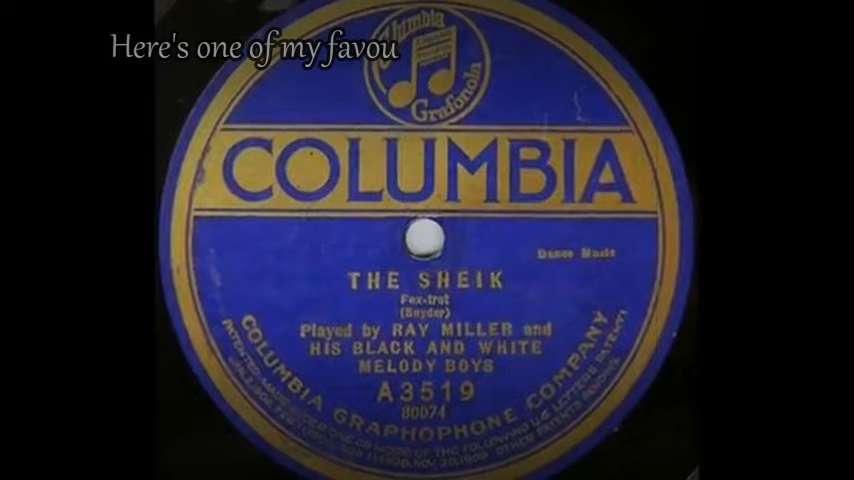 Here's one of my favou
Columbia
Grafonola
COLUMBIA
Dance Music
THE SHEIK
Fox-trot
(Snyder)
Played by RAY MILLER and
HIS BLACK AND WHITE
MELODY BOYS
A3519
80074
COLUMBIA GRAPHOPHONE COMPANY